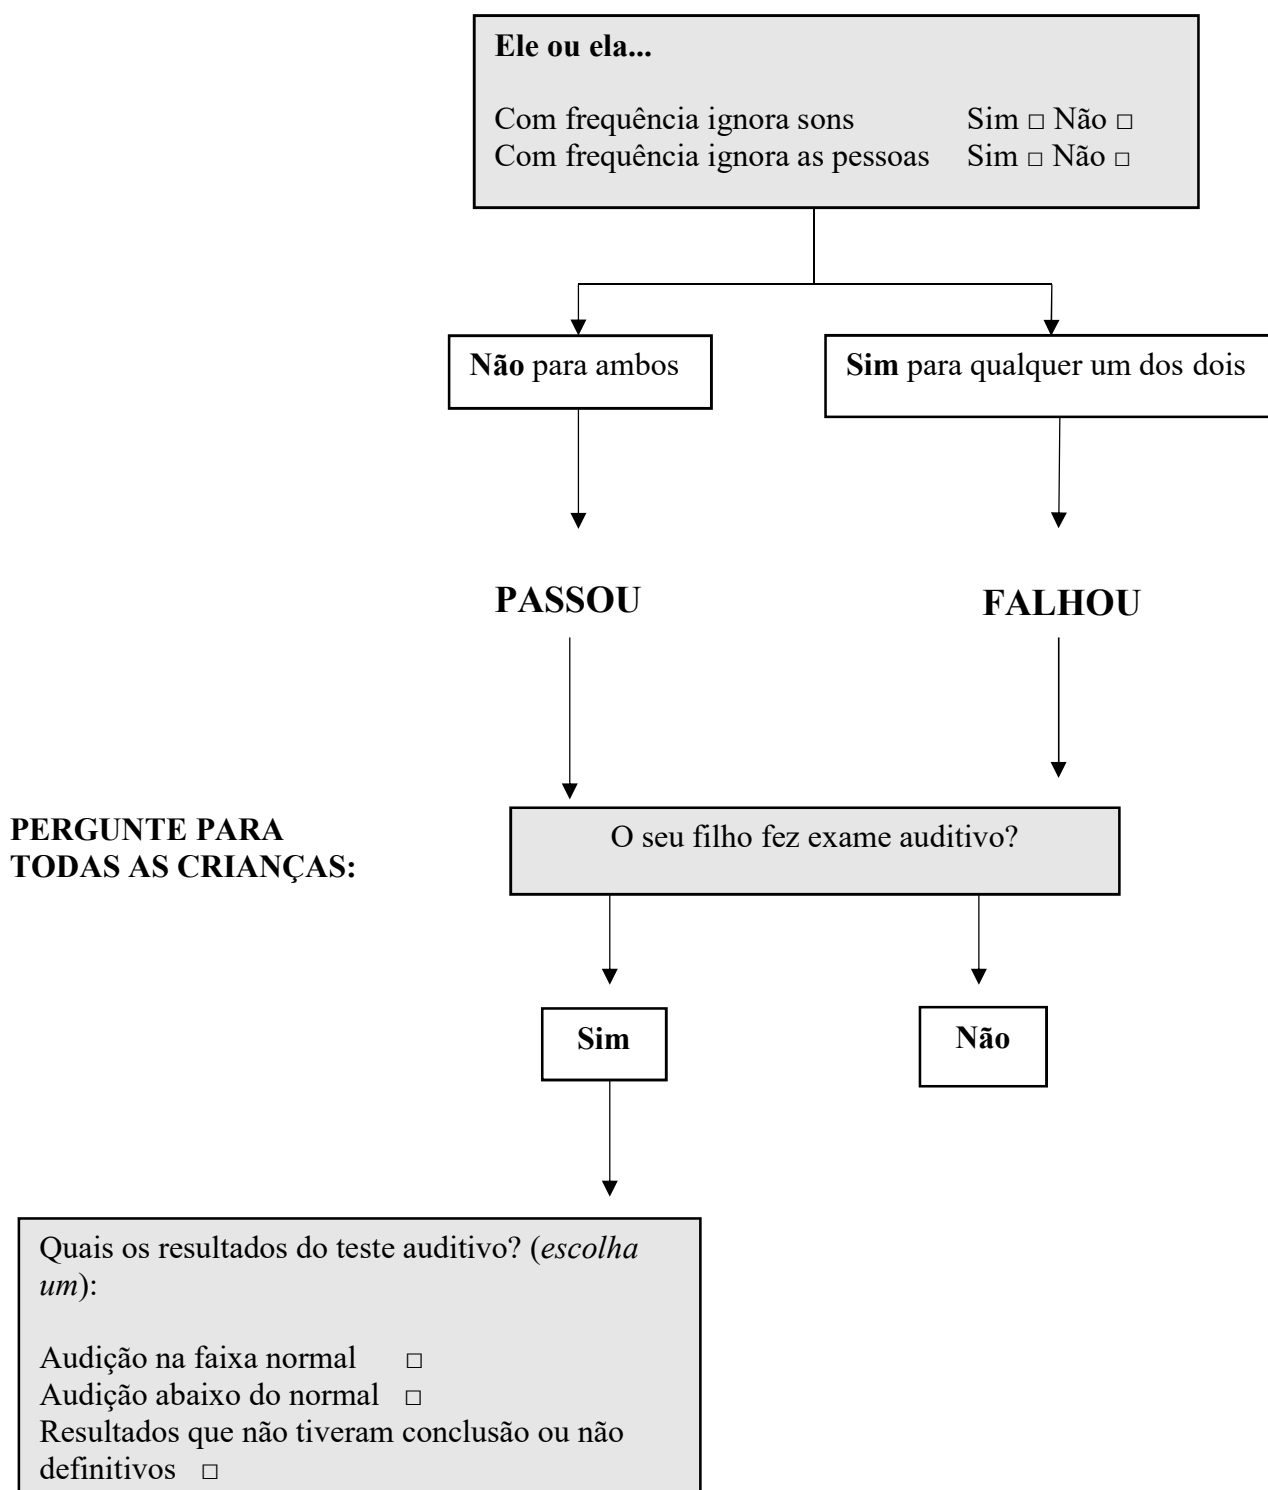 Ele ou ela...
Com frequência ignora sons Sim □ Não □
Com frequência ignora as pessoas Sim □ Não □
Não para ambos
Sim para qualquer um dos dois
PASSOU
FALHOU
PERGUNTE PARA
TODAS AS CRIANÇAS:
O seu filho fez exame auditivo?
Sim
Não
Quais os resultados do teste auditivo? (escolha
um):
Audição na faixa normal □
Audição abaixo do normal □
Resultados que não tiveram conclusão ou não
definitivos □